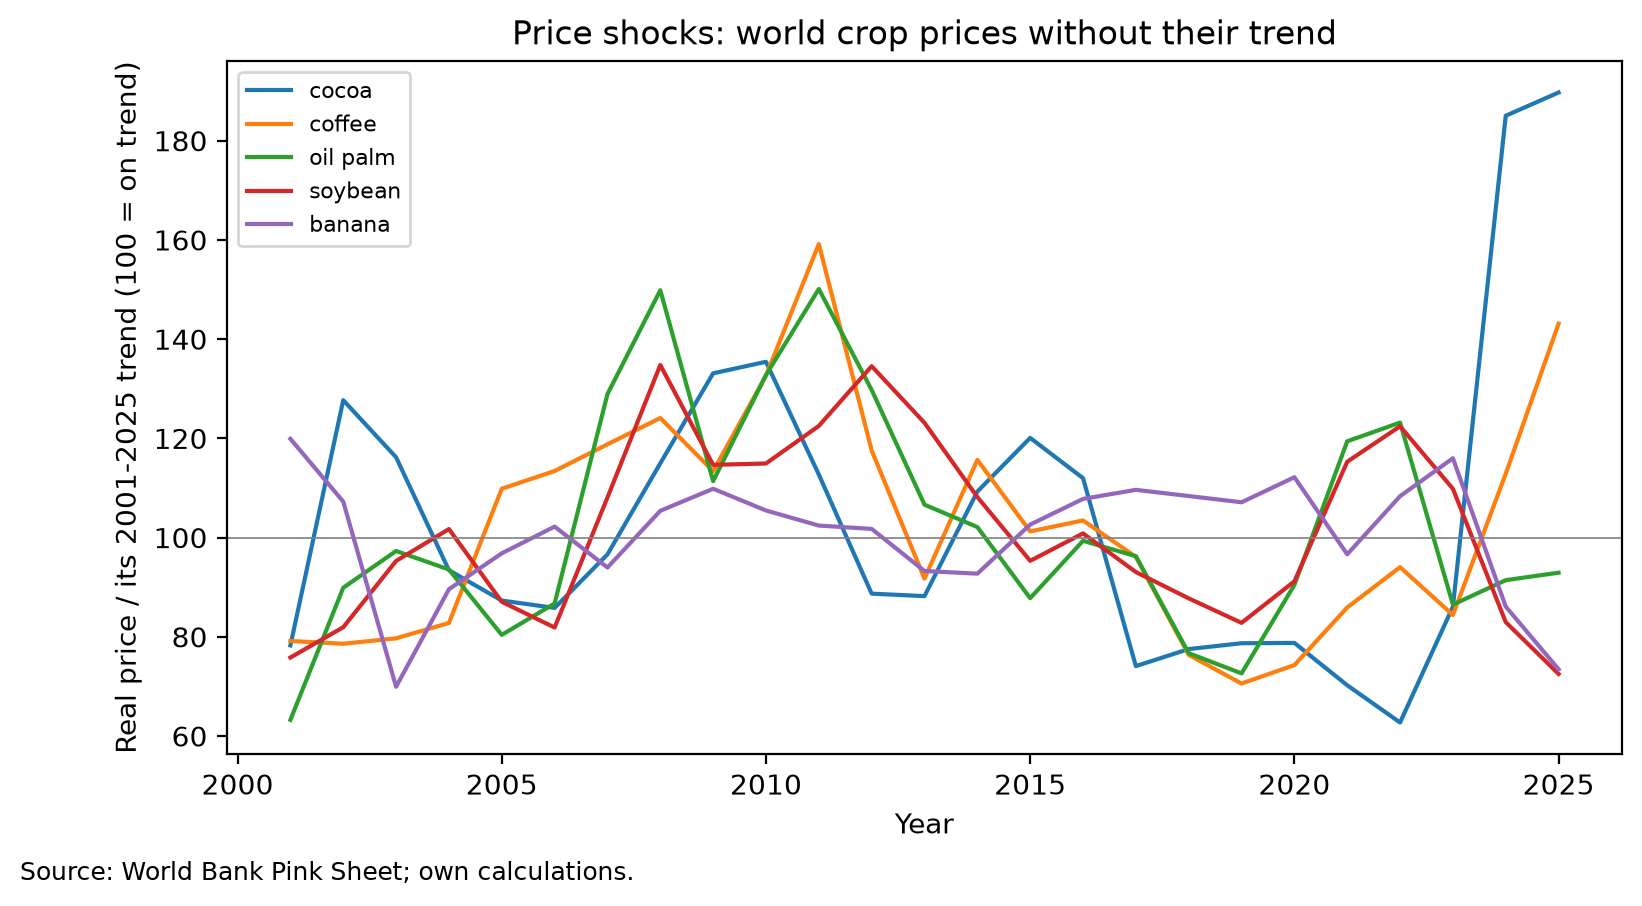 Price shocks: world crop prices without their trend
Real price / its 2001-2025 trend (100 = on trend)
cocoa
coffee
oil palm
soybean
banana
180
160
140
120
100
80
60
2000 2005 2010 2015 2020 2025
Year
Source: World Bank Pink Sheet; own calculations.